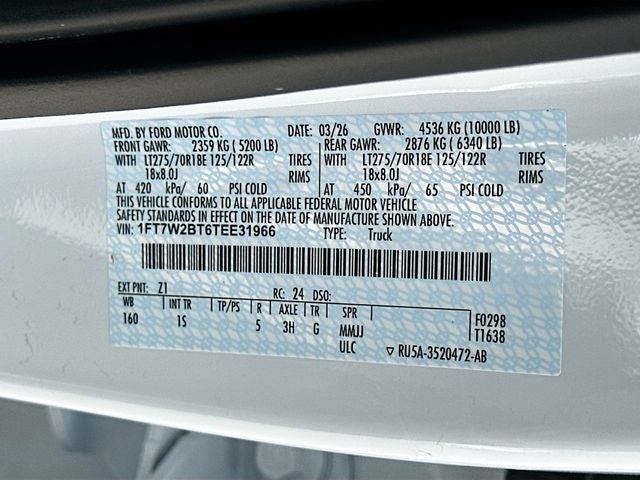 MFD. BY FORD MOTOR CO. DATE: 03/26 GVWR: 4536 KG (10000 LB)
FRONT GAWR: 2359 KG ( 5200 LB) REAR GAWR: 2876 KG ( 6340 LB)
WITH LT275/70R18E 125/122R TIRES WITH LT275/70R18E 125/122R TIRES
18x8.0J RIMS 18x8.0J RIMS
AT 420 kPa/ 60 PSI COLD AT 450 kPa/ 65 PSI COLD
THIS VEHICLE CONFORMS TO ALL APPLICABLE FEDERAL MOTOR VEHICLE
SAFETY STANDARDS IN EFFECT ON THE DATE OF MANUFACTURE SHOWN ABOVE.
VIN: 1FT7W2BT6TEE31966 TYPE: Truck
EXT PNT: Z1 RC: 24 DSO:
WB INT TR TP/PS R AXLE TR SPR F0298
160 1S 5 3H G MMJJ T1638
ULC ▽ RU5A-3520472-AB